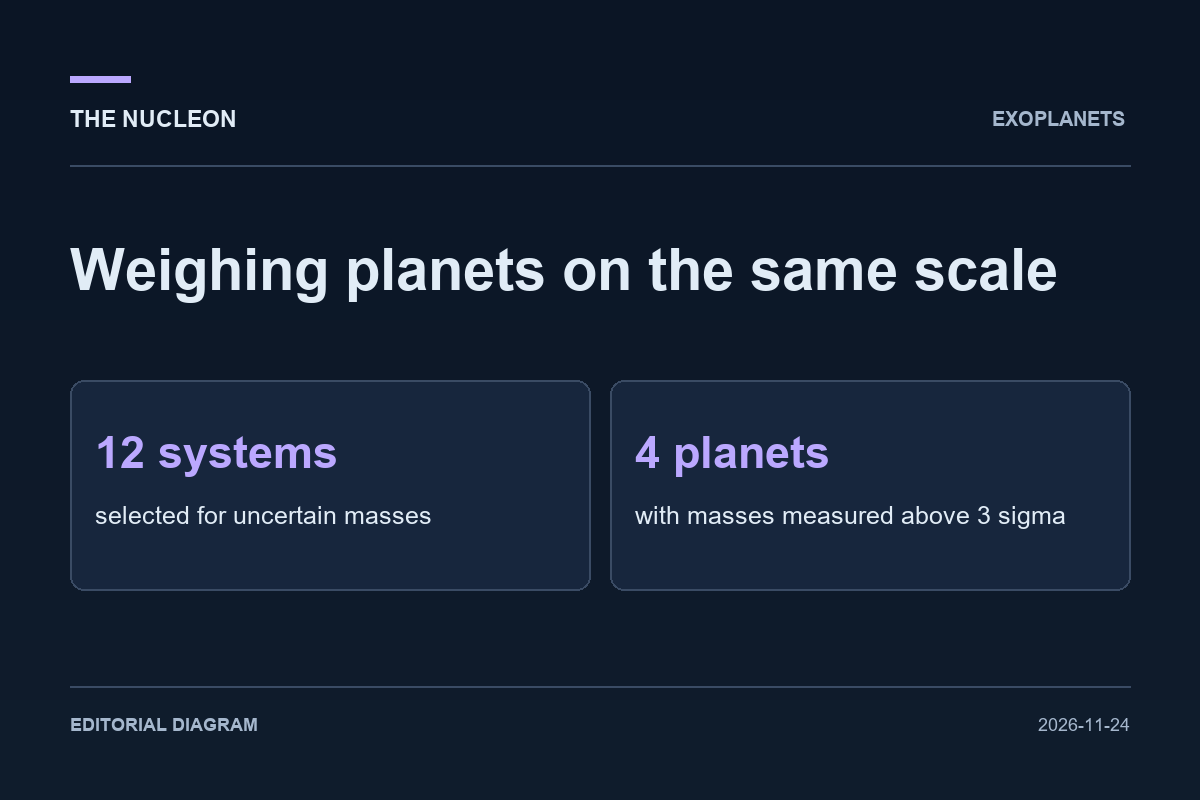 THE NUCLEON
EXOPLANETS
Weighing planets on the same scale
12 systems
selected for uncertain masses
4 planets
with masses measured above 3 sigma
EDITORIAL DIAGRAM
2026-11-24